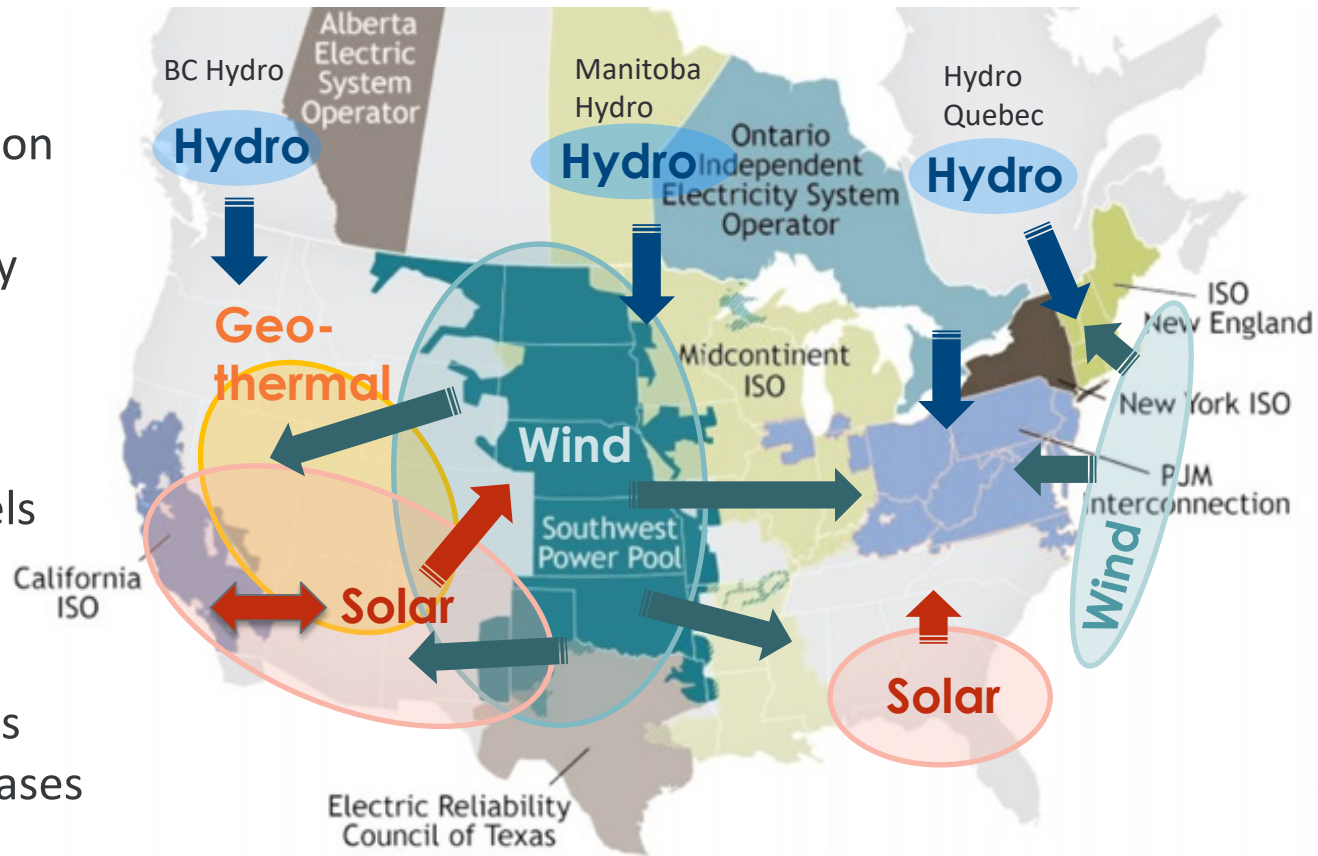 on
y
els
s
ases
Alberta
Electric
System
Operator
BC Hydro
Hydro
Manitoba
Hydro
Hydro
Ontario
Independent
Electricity System
Operator
Hydro
Quebec
Hydro
ISO
New England
Geo-
thermal
Midcontinent
ISO
New York ISO
Wind
PJM
Interconnection
Southwest
Power Pool
Wind
California
ISO
Solar
Solar
Electric Reliability
Council of Texas